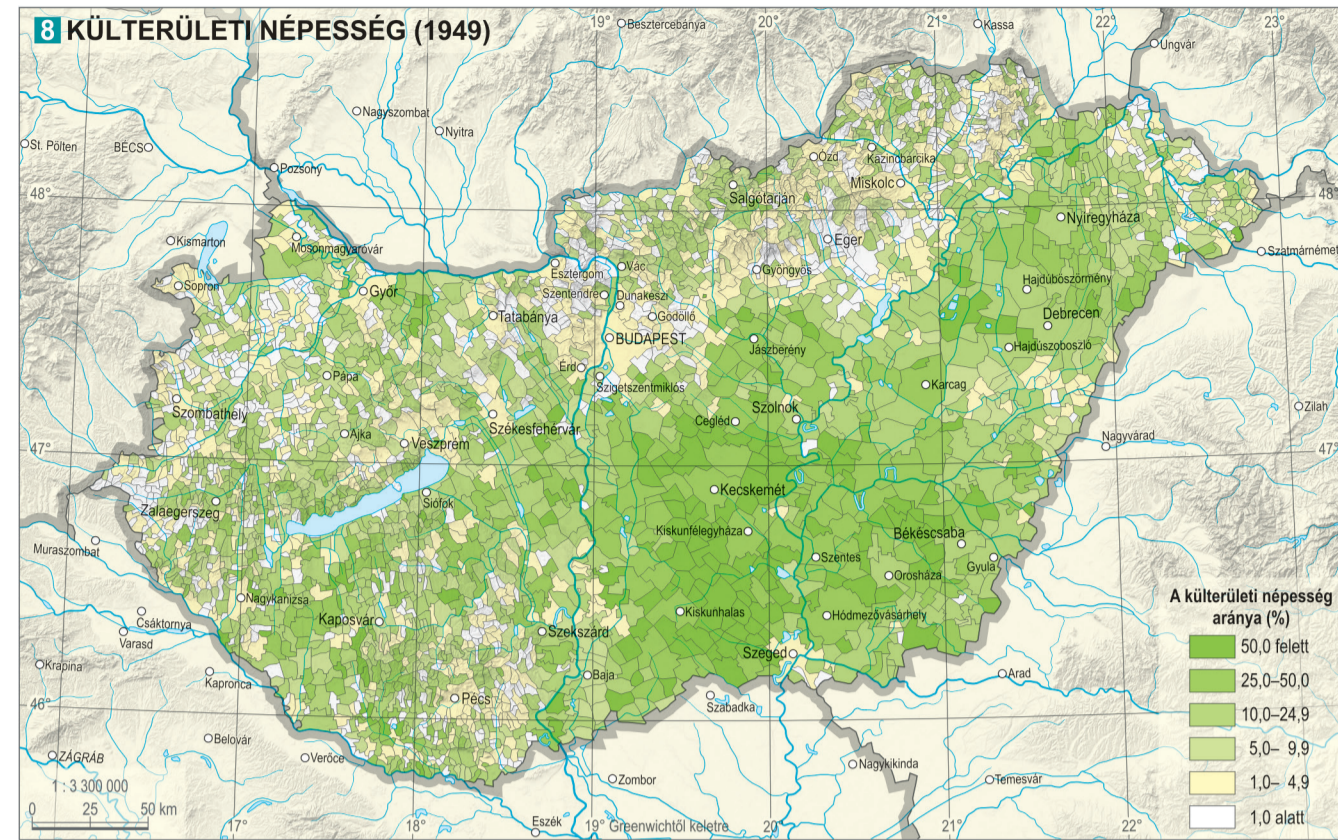 8 KÜLTERÜLETI NÉPESSÉG (1949)
19°
Besztercebánya
20°
21°
Kassa
22°
Ungvár
23°
Nagyszombat
Nyitra
St. Pölten
BÉCS
Pozsony
Ózd
Kazincbarcika
Miskolc
48°
Salgótarján
48°
Nyíregyháza
Kismarton
Mosonmagyaróvár
Eger
Szatmárnémeti
Sopron
Győr
Esztergom
Vác
Gyöngyös
Hajdúböszörmény
Szentendre
Dunakeszi
Tatabánya
Gödöllő
Debrecen
BUDAPEST
Jászberény
Hajdúszoboszló
Érd
Pápa
Szigetszentmiklós
Karcag
Szombathely
Szolnok
Zilah
Székesfehérvár
Cegléd
Ajka
Veszprém
Nagyvárad
47°
47°
Kecskemét
Siófok
Zalaegerszeg
Kiskunfélegyháza
Békéscsaba
Muraszombat
Szentes
Gyula
Orosháza
Nagykanizsa
A külterületi népesség
aránya (%)
Csáktornya
Kaposvár
Kiskunhalas
Hódmezővásárhely
Varasd
Szekszárd
50,0 felett
Szeged
Krapina
Kapronca
Baja
Arad
25,0–50,0
Pécs
Szabadka
46°
10,0–24,9
Belovár
ZÁGRÁB
Verőce
5,0– 9,9
Nagykikinda
Zombor
Temesvár
1,0– 4,9
1 : 3 300 000
0 25 50 km
1,0 alatt
Eszék
17°
18°
19° Greenwichtől keletre
20°
21°
22°